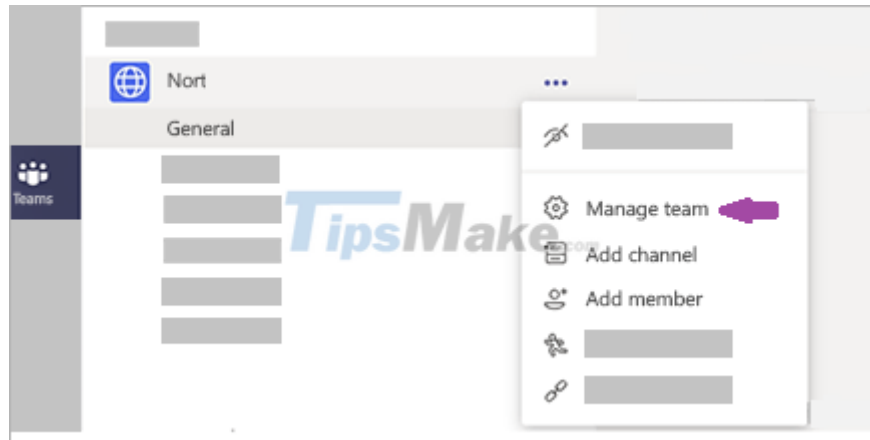 Nort
General
Teams
TipsMake.com
Manage team
Add channel
Add member